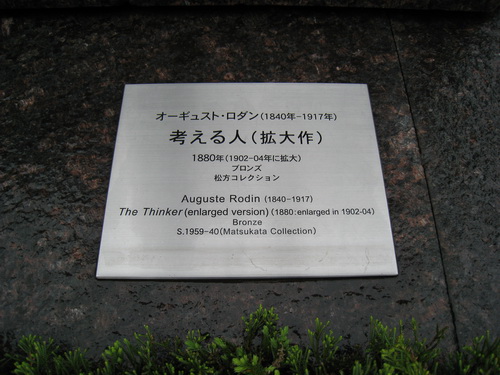 オーギュスト・ロダン(1840年-1917年)
考える人(拡大作)
1880年(1902-04年に拡大)
ブロンズ
松方コレクション
Auguste Rodin (1840-1917)
The Thinker (enlarged version) (1880: enlarged in 1902-04)
Bronze
S.1959-40(Matsukata Collection)